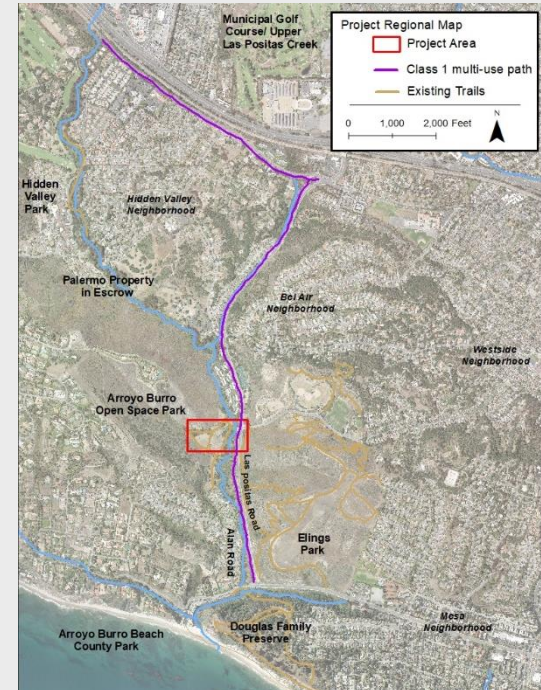 Municipal Golf
Course/ Upper
Las Positas Creek
Project Regional Map
Project Area
Class 1 multi-use path
Existing Trails
N
0 1,000 2,000 Feet
Hidden
Valley
Park
Hidden Valley
Neighborhood
Palermo Property
in Escrow
Bel Air
Neighborhood
Westside
Neighborhood
Arroyo Burro
Open Space Park
Las positas Road
Alan Road
Elings
Park
Mesa
Neighborhood
Arroyo Burro Beach
County Park
Douglas Family
Preserve